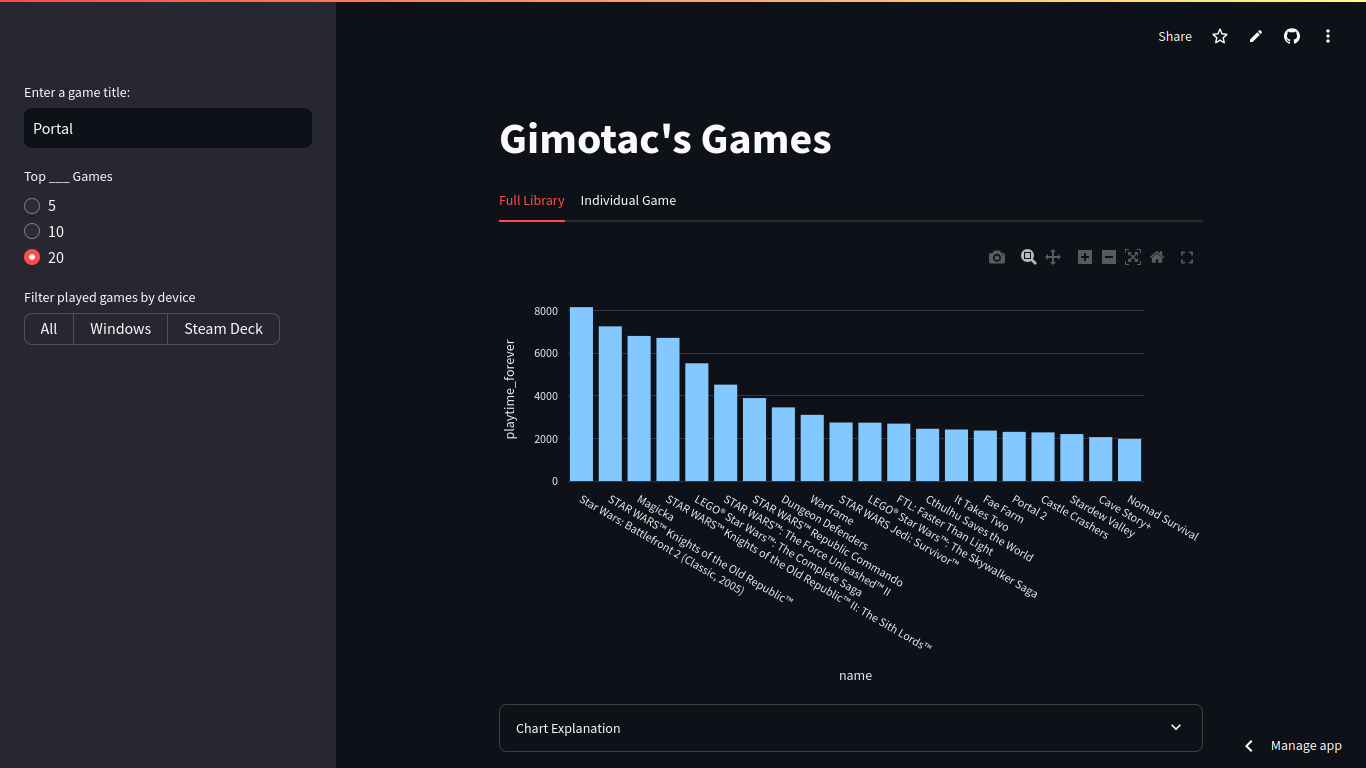 Share
Enter a game title:
Portal
Top ___ Games
5
10
20
Filter played games by device
All Windows Steam Deck
Gimotac's Games
Full Library Individual Game
playtime_forever
8000
6000
4000
2000
0
Star Wars: Battlefront 2 (Classic, 2005)
STAR WARS™ Knights of the Old Republic™
Magicka
STAR WARS™ Knights of the Old Republic™ II: The Sith Lords™
LEGO® Star Wars™: The Complete Saga
STAR WARS™: The Force Unleashed™ II
STAR WARS™ Republic Commando
Dungeon Defenders
Warframe
STAR WARS Jedi: Survivor™
LEGO® Star Wars™: The Skywalker Saga
FTL: Faster Than Light
Cthulhu Saves the World
It Takes Two
Fae Farm
Portal 2
Castle Crashers
Stardew Valley
Cave Story+
Nomad Survival
name
Chart Explanation
Manage app